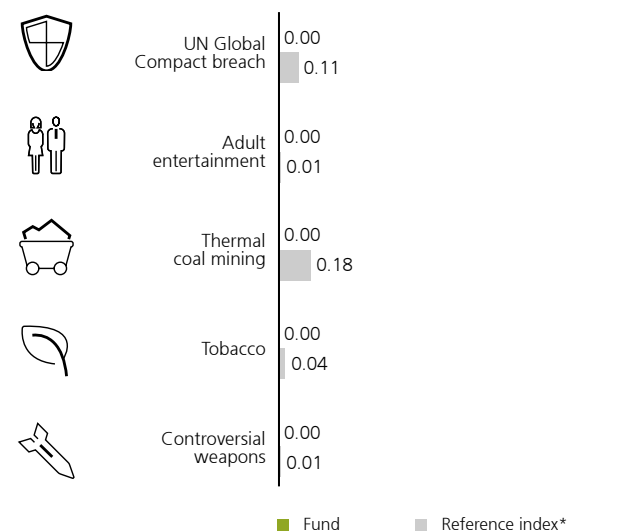 UN Global
Compact breach
0.00
0.11
Adult
entertainment
0.00
0.01
Thermal
coal mining
0.00
0.18
Tobacco
0.00
0.04
Controversial
weapons
0.00
0.01
Fund
Reference index*